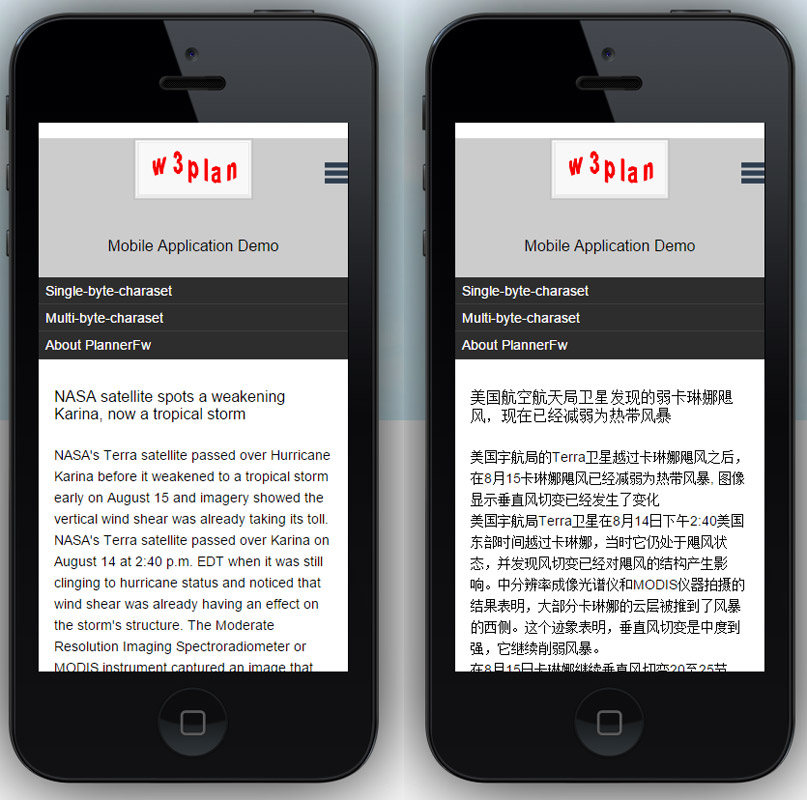 w3plan
Mobile Application Demo
Single-byte-charaset
Multi-byte-charaset
About PlannerFw
NASA satellite spots a weakening
Karina, now a tropical storm
NASA's Terra satellite passed over Hurricane
Karina before it weakened to a tropical storm
early on August 15 and imagery showed the
vertical wind shear was already taking its toll.
NASA's Terra satellite passed over Karina on
August 14 at 2:40 p.m. EDT when it was still
clinging to hurricane status and noticed that
wind shear was already having an effect on
the storm's structure. The Moderate
Resolution Imaging Spectroradiometer or
MODIS instrument captured an image that
w3plan
Mobile Application Demo
Single-byte-charaset
Multi-byte-charaset
About PlannerFw
美国航空航天局卫星发现的弱卡琳娜飓
风，现在已经减弱为热带风暴
美国宇航局的Terra卫星越过卡琳娜飓风之后，
在8月15卡琳娜飓风已经减弱为热带风暴, 图像
显示垂直风切变已经发生了变化
美国宇航局Terra卫星在8月14日下午2:40美国
东部时间越过卡琳娜，当时它仍处于飓风状
态，并发现风切变已经对飓风的结构产生影
响。中分辨率成像光谱仪和MODIS仪器拍摄的
结果表明，大部分卡琳娜的云层被推到了风暴
的西侧。这个迹象表明，垂直风切变是中度到
强，它继续削弱风暴。
在8月15日卡琳娜继续垂直风切变20至25节